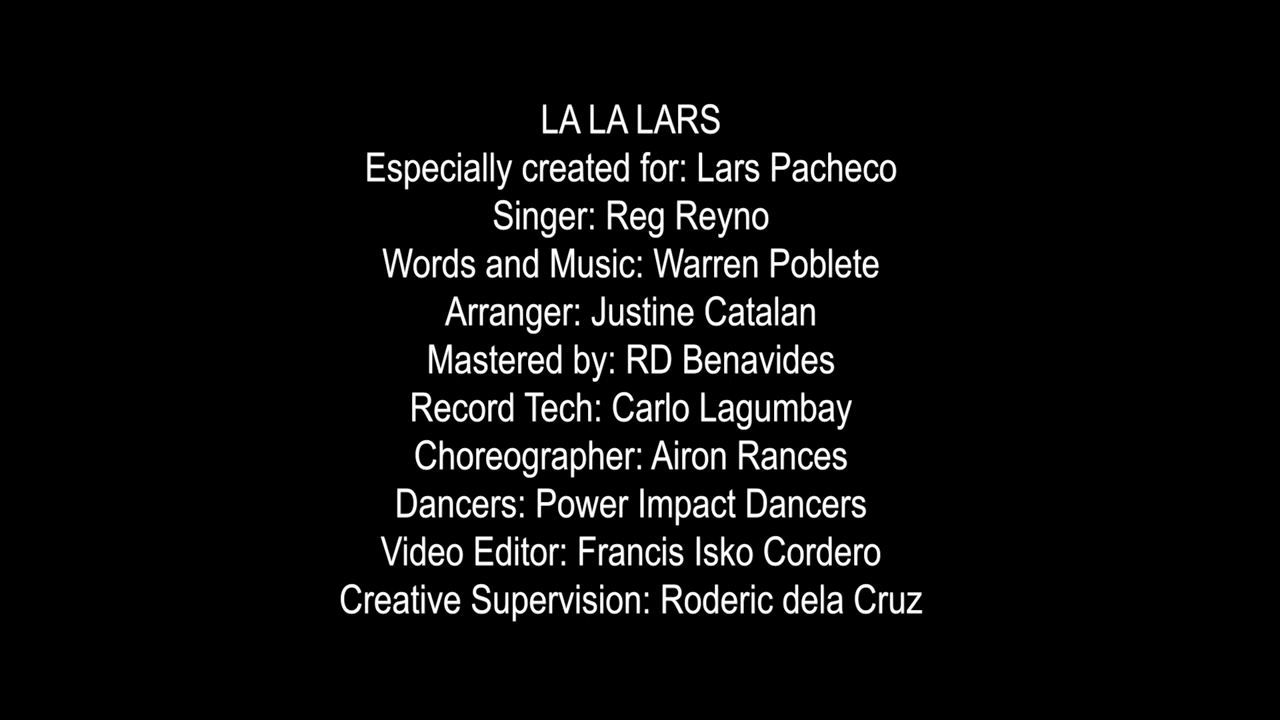 LA LA LARS
Especially created for: Lars Pacheco
Singer: Reg Reyno
Words and Music: Warren Poblete
Arranger: Justine Catalan
Mastered by: RD Benavides
Record Tech: Carlo Lagumbay
Choreographer: Airon Rances
Dancers: Power Impact Dancers
Video Editor: Francis Isko Cordero
Creative Supervision: Roderic dela Cruz